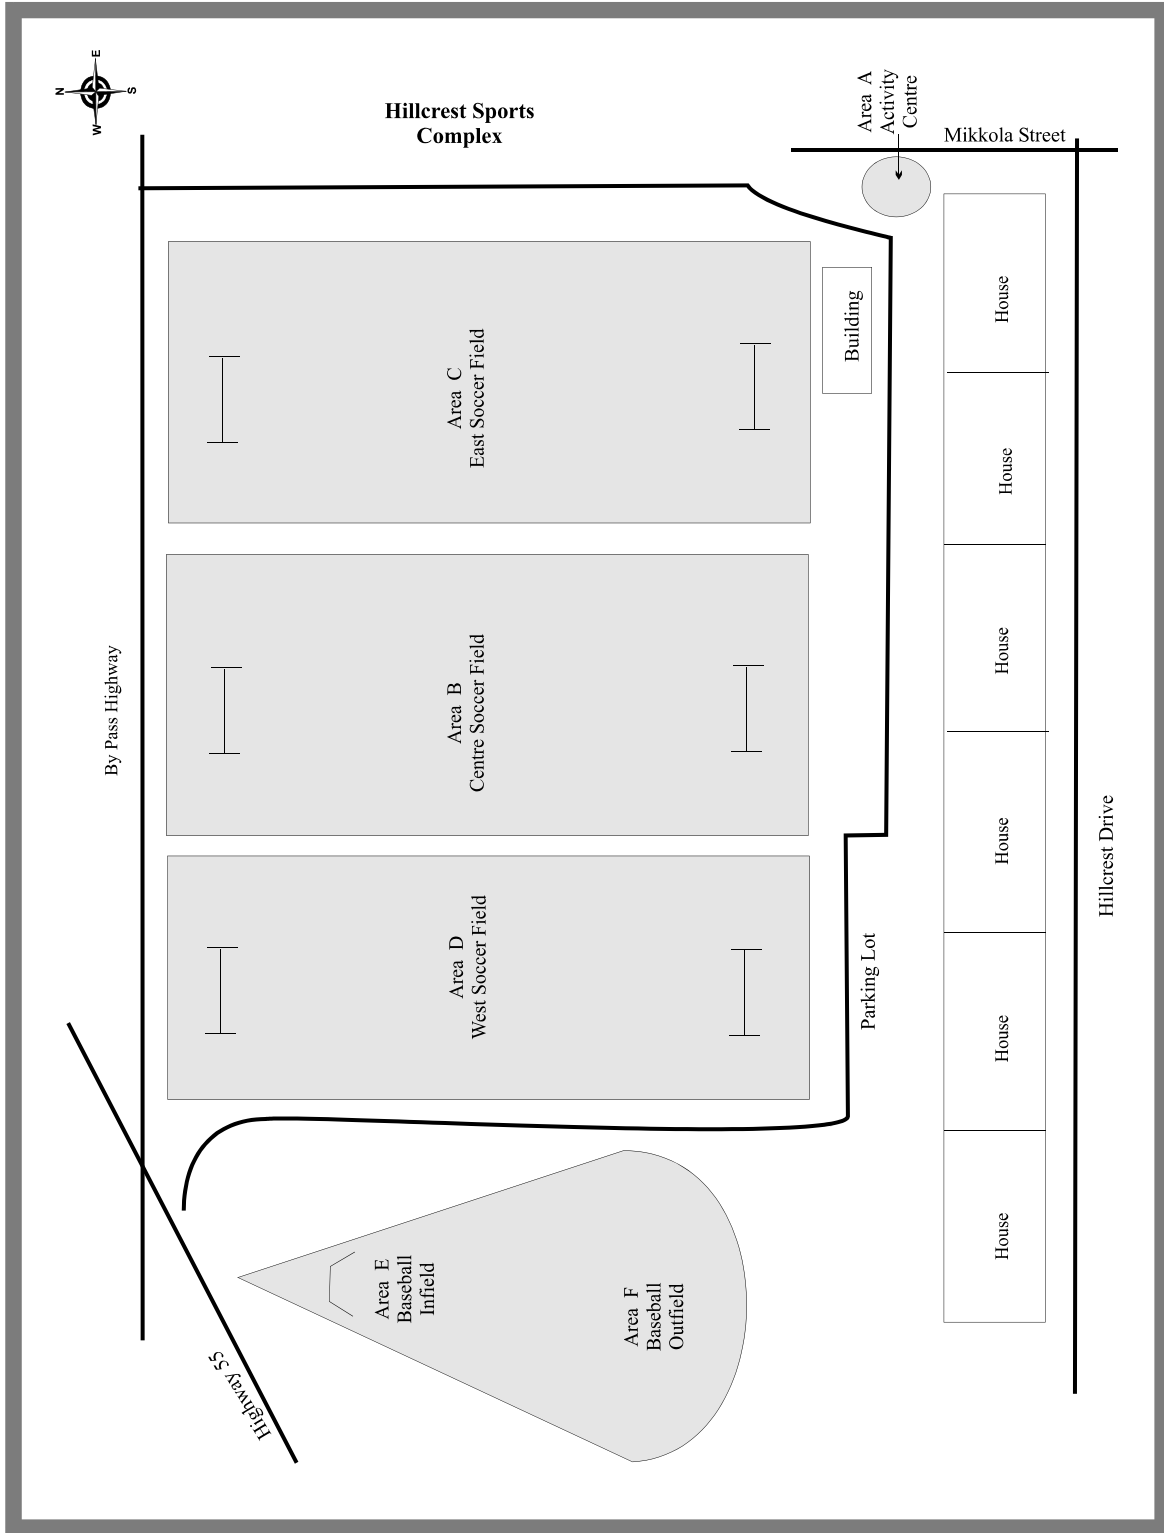 E
N
S
W
Hillcrest Sports
Complex
Area A
Activity
Centre
Mikkola Street
Building
House
Area C
East Soccer Field
House
By Pass Highway
Area B
Centre Soccer Field
House
House
Hillcrest Drive
Area D
West Soccer Field
Parking Lot
House
House
Area E
Baseball
Infield
Area F
Baseball
Outfield
Highway 55